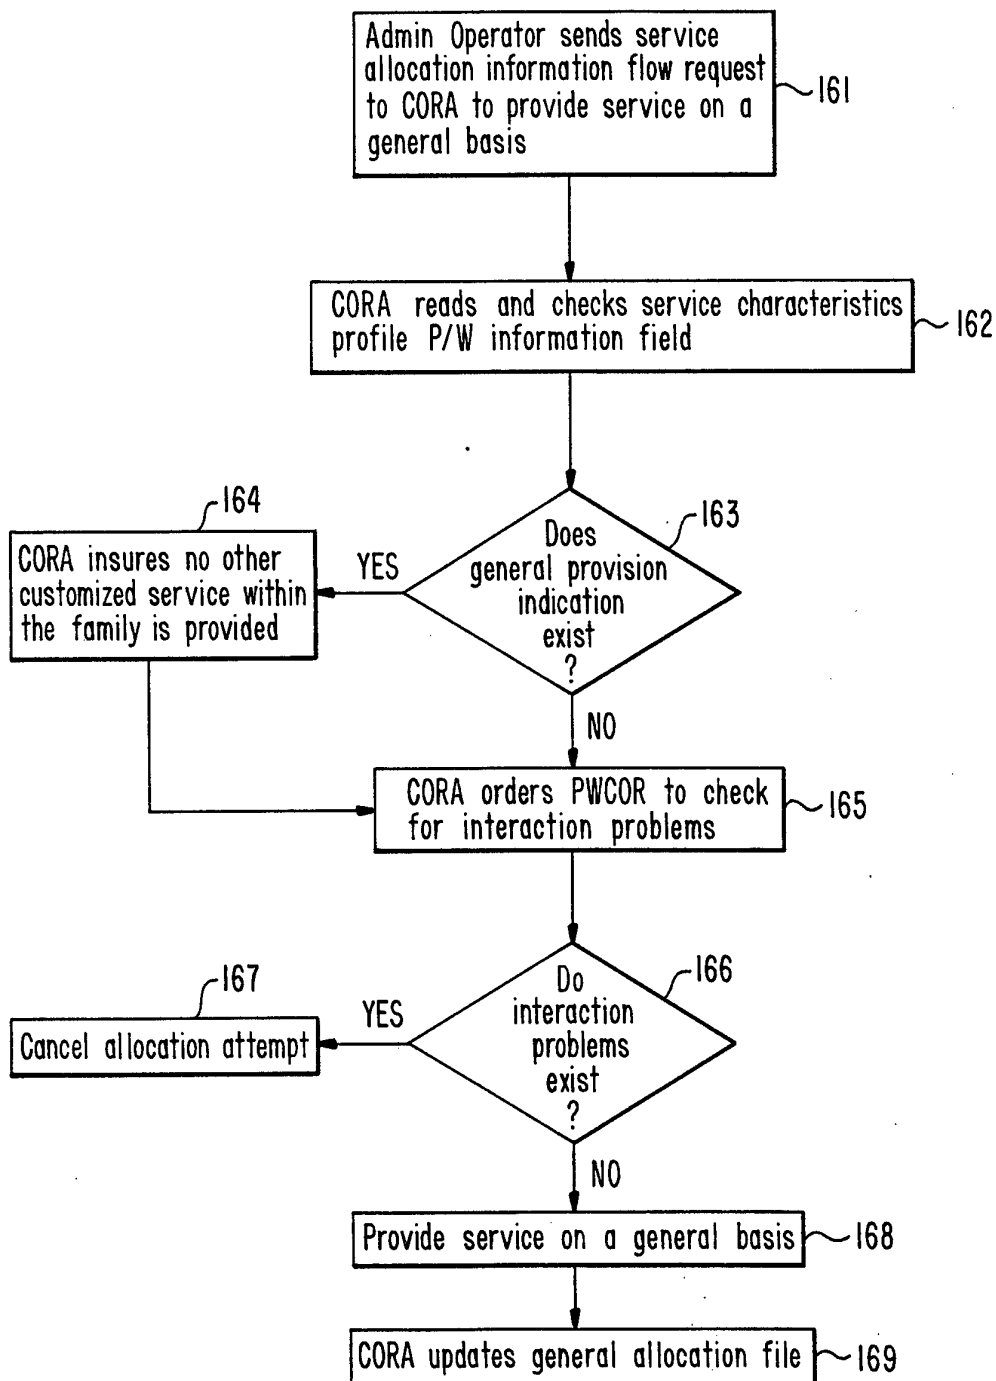 Admin Operator sends service
allocation information flow request
to CORA to provide service on a
general basis
161
CORA reads and checks service characteristics
profile P/W information field
162
164
CORA insures no other
customized service within
the family is provided
YES
163
Does
general provision
indication
exist
?
NO
CORA orders PWCOR to check
for interaction problems
165
167
Cancel allocation attempt
YES
166
Do
interaction
problems
exist
?
NO
Provide service on a general basis
168
CORA updates general allocation file
169